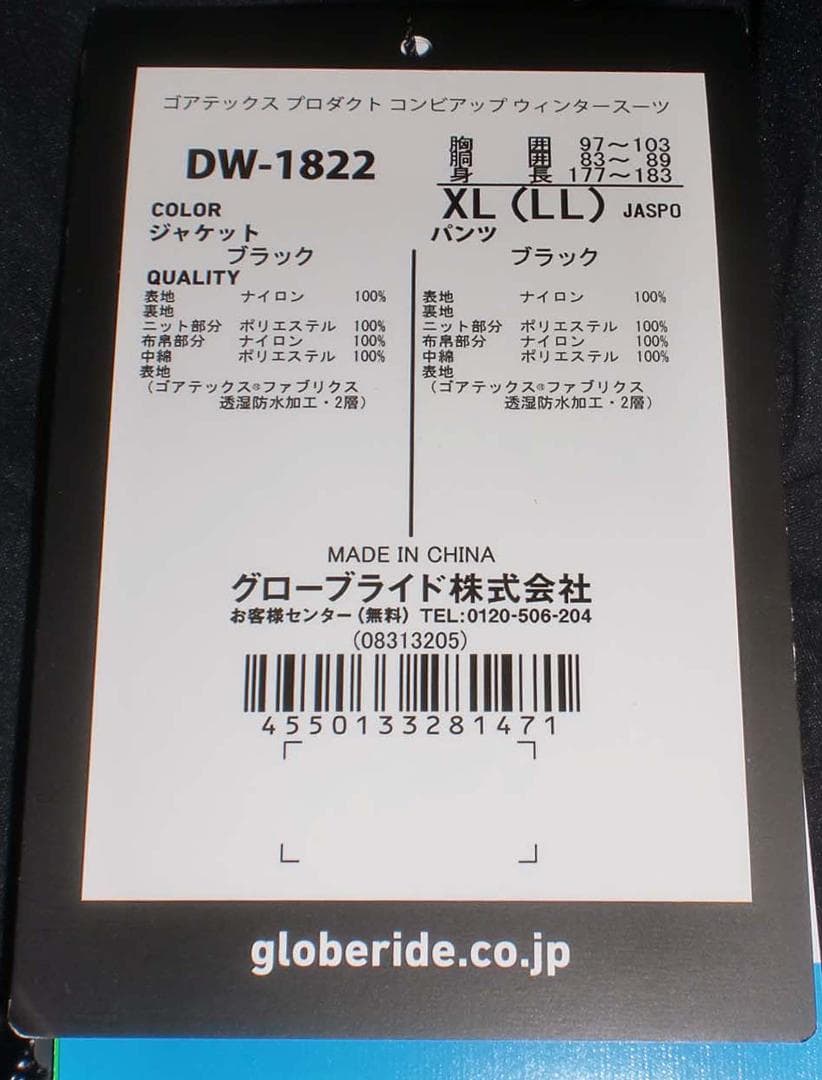 ゴアテックス プロダクト コンビアップ ウィンタースーツ
DW-1822
胸 囲 97～103
胴 囲 83～ 89
身 長 177～183
XL(LL) JASPO
COLOR
ジャケット
ブラック
QUALITY
表地 ナイロン 100%
裏地
ニット部分 ポリエステル 100%
布帛部分 ナイロン 100%
中綿 ポリエステル 100%
表地
(ゴアテックス®ファブリクス
透湿防水加工・2層)
パンツ
ブラック
表地 ナイロン 100%
裏地
ニット部分 ポリエステル 100%
布帛部分 ナイロン 100%
中綿 ポリエステル 100%
表地
(ゴアテックス®ファブリクス
透湿防水加工・2層)
MADE IN CHINA
グローブライド株式会社
お客様センター(無料) TEL:0120-506-204
(08313205)
4550133281471
globeride.co.jp